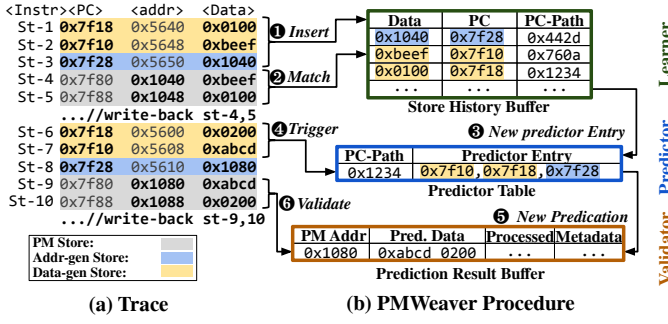 <Instr><PC> <addr> <Data>
St-1 0x7f18 0x5640 0x0100
St-2 0x7f10 0x5648 0xbeef
St-3 0x7f28 0x5650 0x1040
St-4 0x7f80 0x1040 0xbeef
St-5 0x7f88 0x1048 0x0100
...//write-back st-4,5
St-6 0x7f18 0x5600 0x0200
St-7 0x7f10 0x5608 0xabcd
St-8 0x7f28 0x5610 0x1080
St-9 0x7f80 0x1080 0xabcd
St-10 0x7f88 0x1088 0x0200
...//write-back st-9,10
PM Store:
Addr-gen Store:
Data-gen Store:
(a) Trace
❶ Insert
❷ Match
❹ Trigger
❻ Validate
Data PC PC-Path
0x1040 0x7f28 0x442d
0xbeef 0x7f10 0x760a
0x0100 0x7f18 0x1234
... ... ...
Store History Buffer
❸ New predictor Entry
PC-Path Predictor Entry
0x1234 0x7f10,0x7f18,0x7f28
Predictor Table
❺ New Predication
PM Addr Pred. Data Processed Metadata
0x1080 0xabcd 0200 ... ...
Prediction Result Buffer
(b) PMWeaver Procedure
Learner
Predictor
Validator